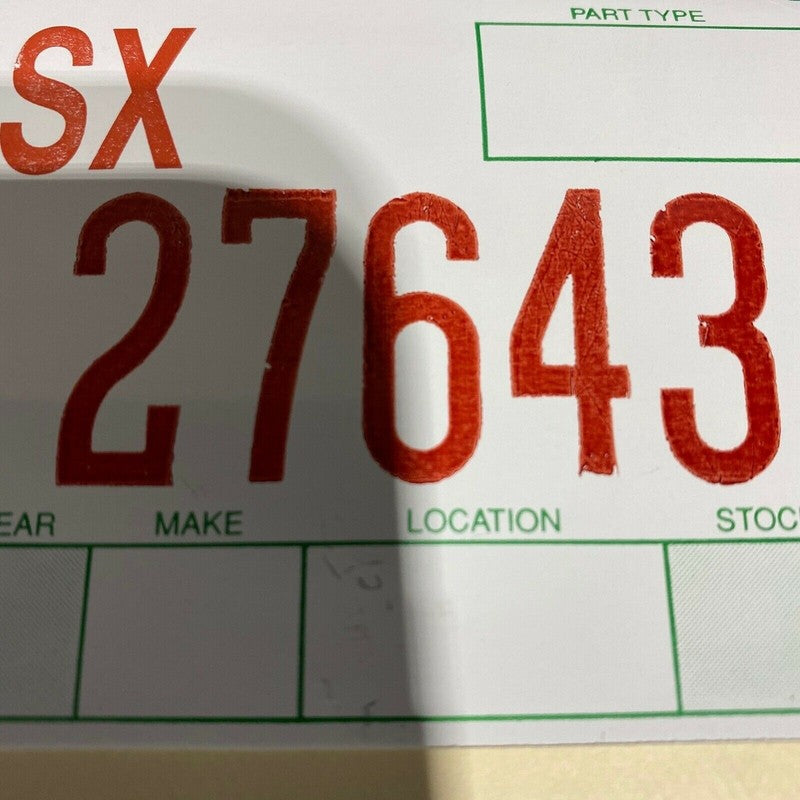 PART TYPE
SX
27643
EAR MAKE LOCATION STOC